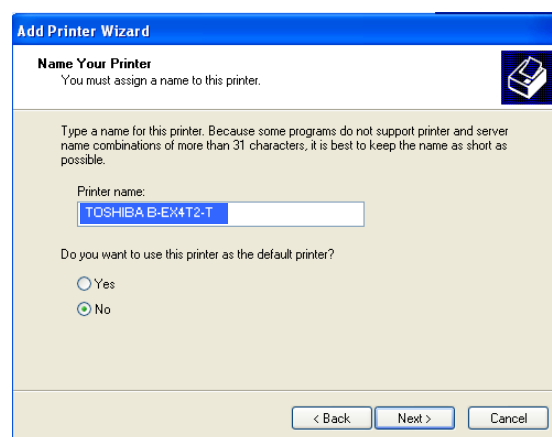 Add Printer Wizard
Name Your Printer
You must assign a name to this printer.
Type a name for this printer. Because some programs do not support printer and server
name combinations of more than 31 characters, it is best to keep the name as short as
possible.
Printer name:
TOSHIBA B-EX4T2-T
Do you want to use this printer as the default printer?
Yes
No
< Back
Next >
Cancel